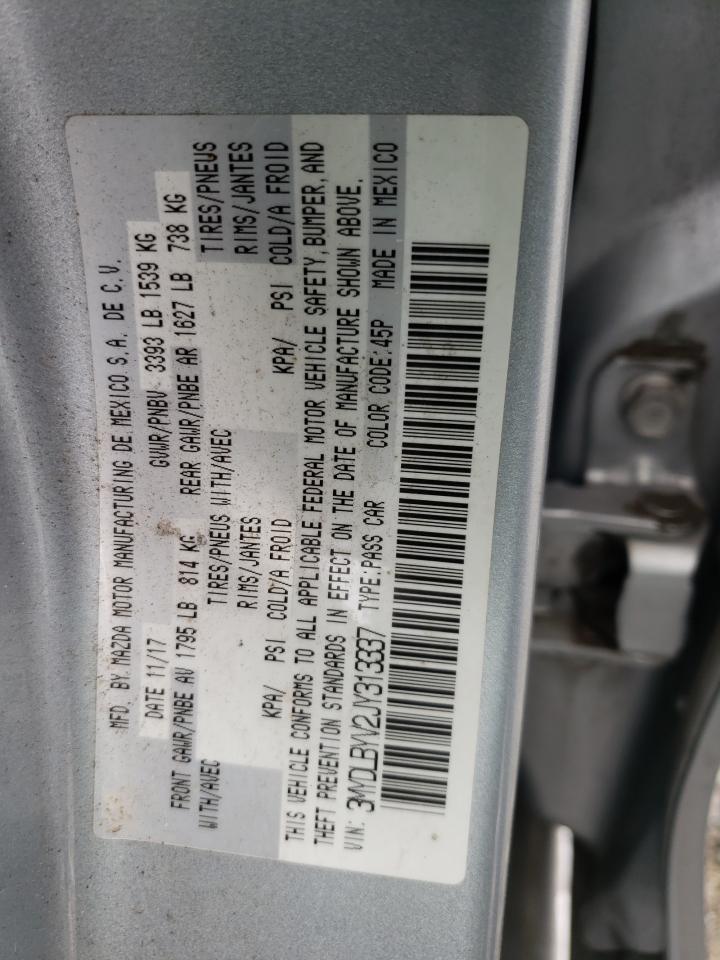 MFD. BY MAZDA MOTOR MANUFACTURING DE MEXICO S.A. DE C.V.
DATE 11/17 GVWR/PNBV 3393 LB 1539 KG
FRONT GAWR/PNBE AV 1795 LB 814 KG REAR GAWR/PNBE AR 1627 LB 738 KG
WITH/AVEC TIRES/PNEUS WITH/AVEC TIRES/PNEUS
RIMS/JANTES RIMS/JANTES
KPA/ PSI COLD/A FROID KPA/ PSI COLD/A FROID
THIS VEHICLE CONFORMS TO ALL APPLICABLE FEDERAL MOTOR VEHICLE SAFETY, BUMPER, AND
THEFT PREVENTION STANDARDS IN EFFECT ON THE DATE OF MANUFACTURE SHOWN ABOVE.
VIN: 3MYDLBYV2JY313337 TYPE:PASS CAR COLOR CODE:45P MADE IN MEXICO